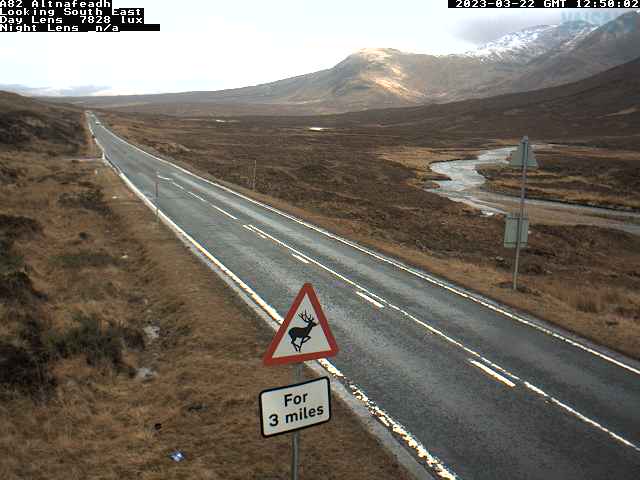 A82 Altnafeadh
Looking South East
Day Lens 7828 lux
Night Lens n/a
2023-03-22 GMT 12:50:02
For
3 miles